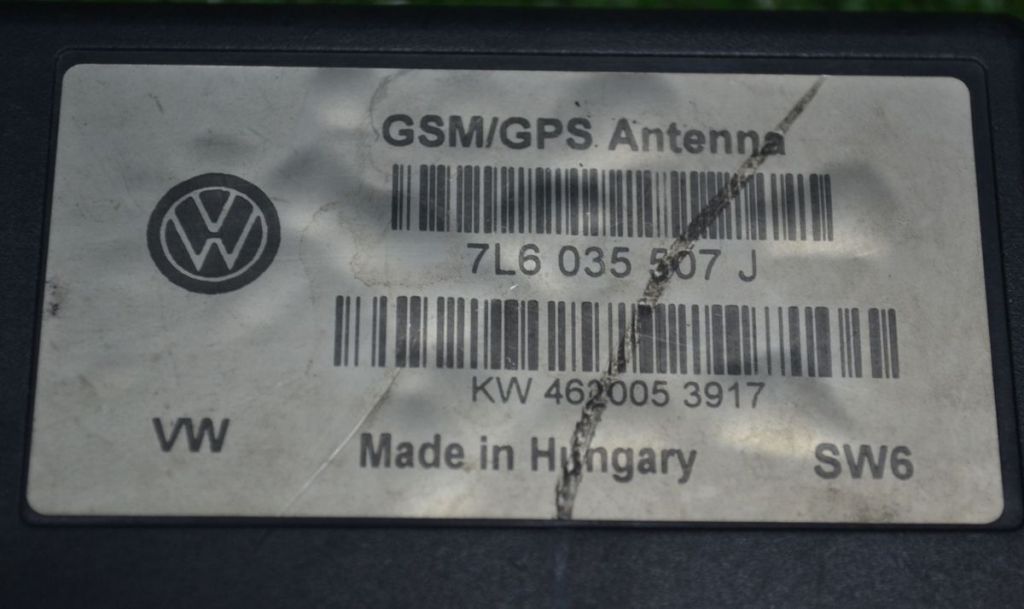 GSM/GPS Antenna
7L6 035 507 J
KW 462005 3917
VW
Made in Hungary
SW6